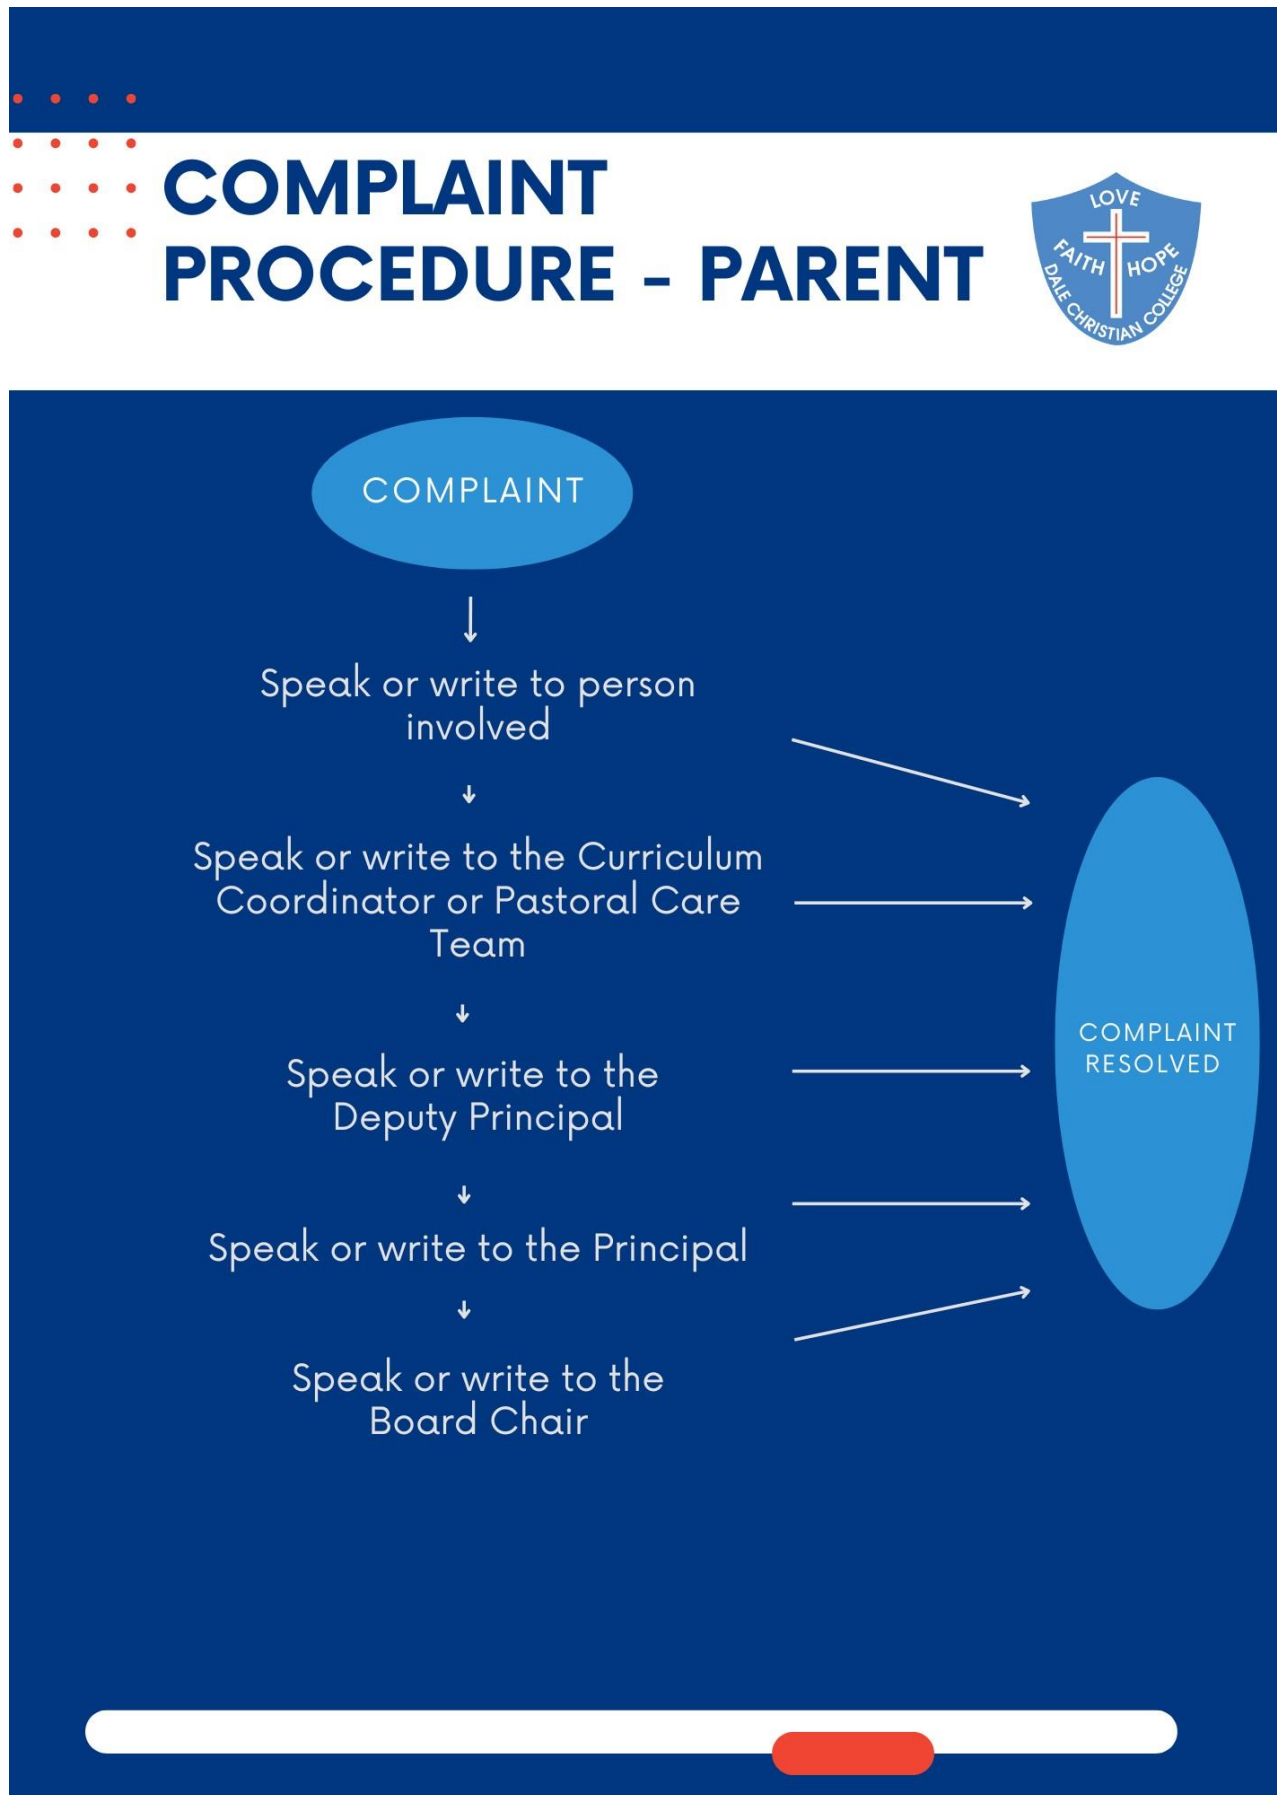 COMPLAINT
PROCEDURE - PARENT
LOVE
FAITH HOPE
DALE CHRISTIAN COLLEGE
COMPLAINT
Speak or write to person
involved
Speak or write to the Curriculum
Coordinator or Pastoral Care
Team
Speak or write to the
Deputy Principal
Speak or write to the Principal
Speak or write to the
Board Chair
COMPLAINT
RESOLVED